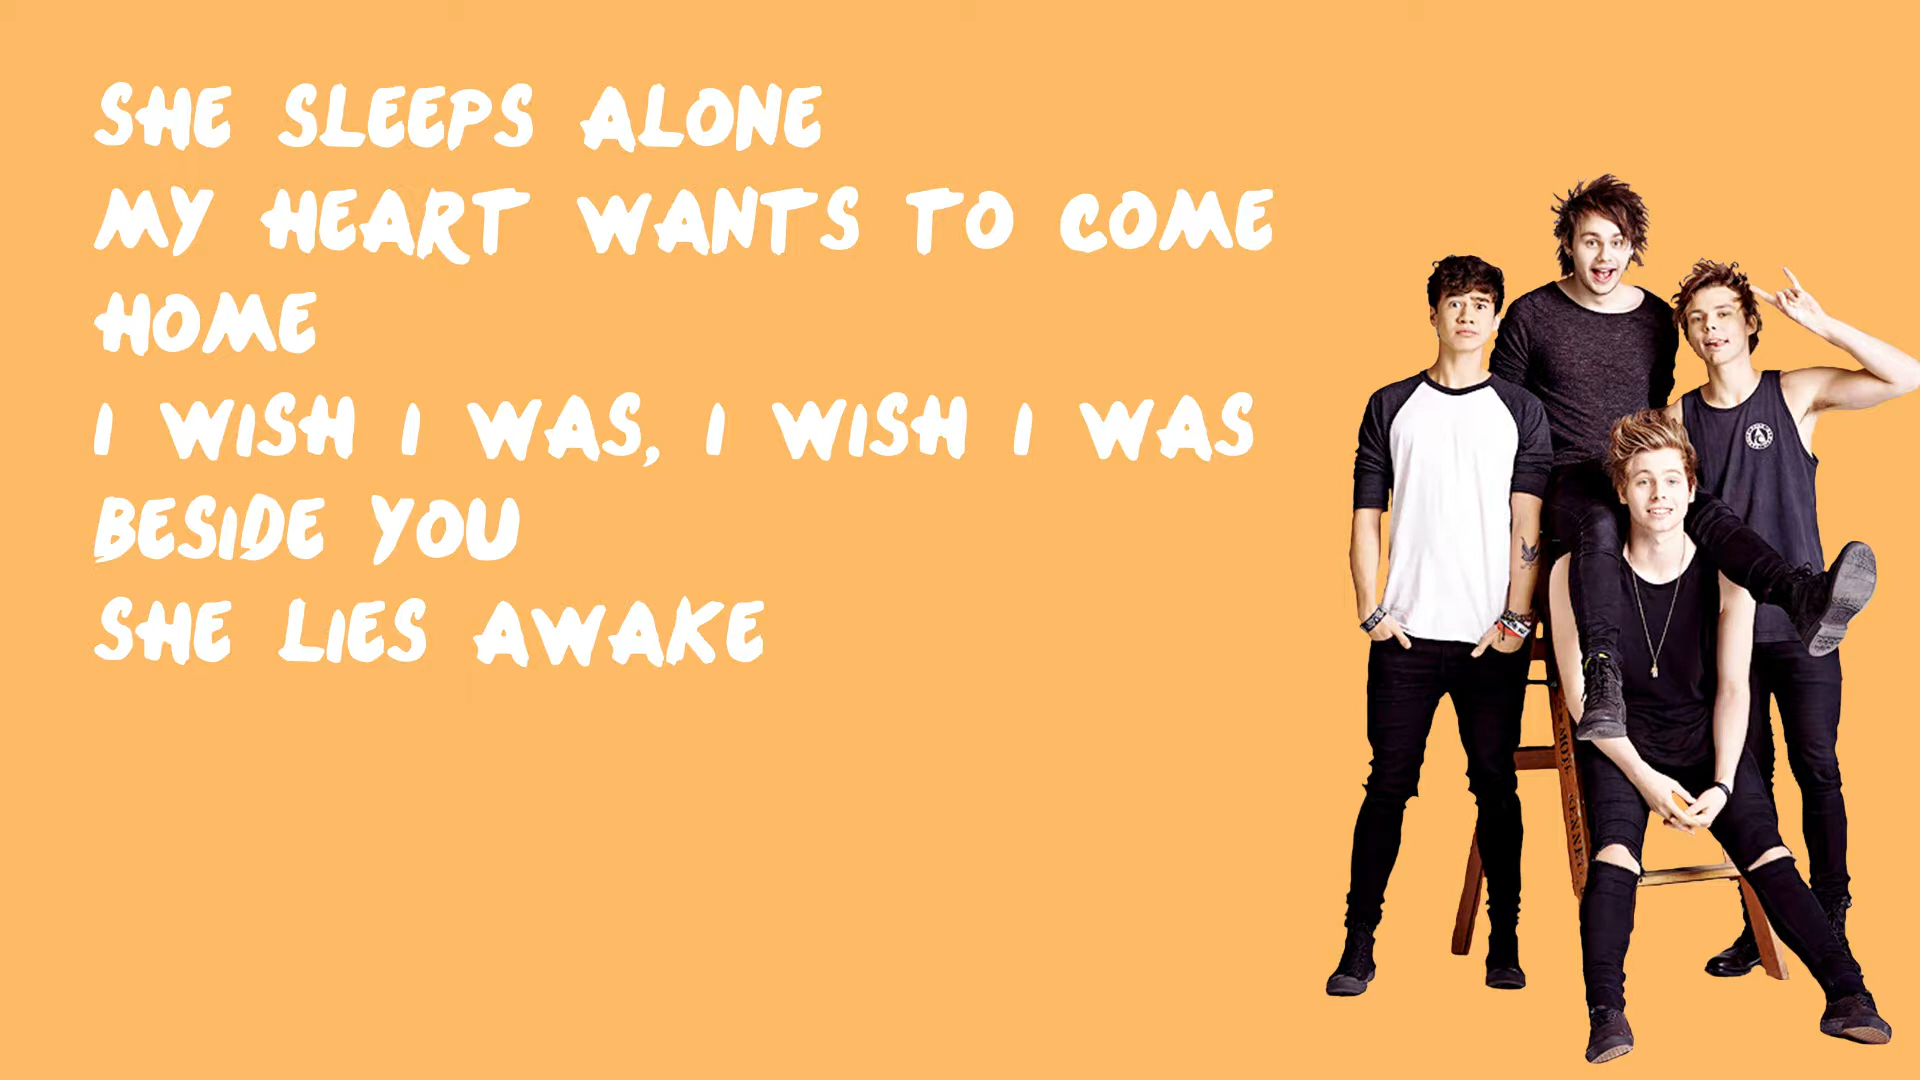 SHE SLEEPS ALONE
MY HEART WANTS TO COME
HOME
I WISH I WAS, I WISH I WAS
BESIDE YOU
SHE LIES AWAKE